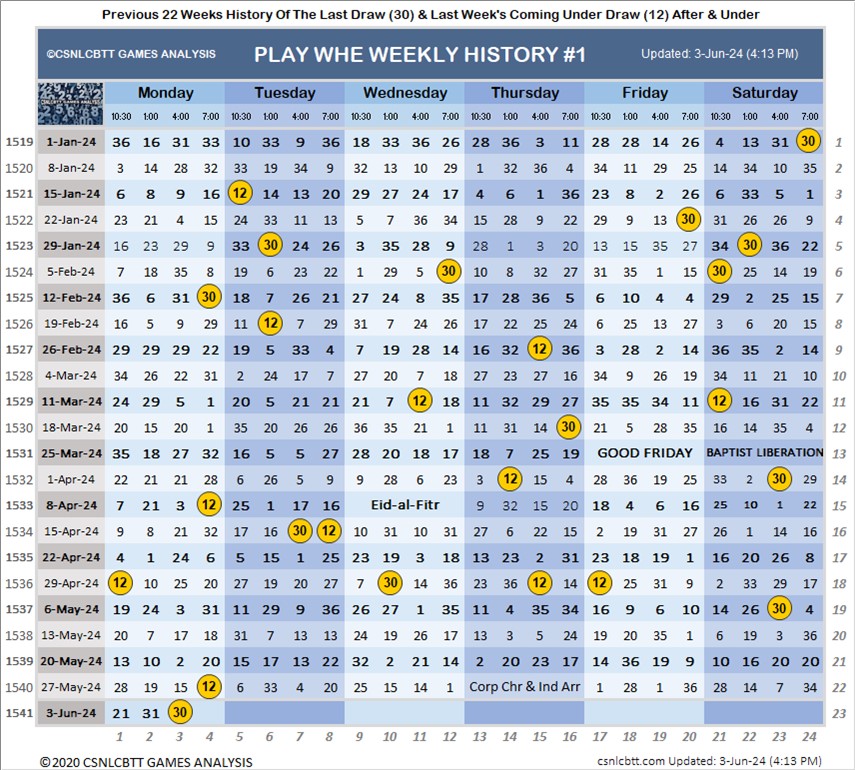 Previous 22 Weeks History Of The Last Draw (30) & Last Week's Coming Under Draw (12) After & Under
©CSNLCBTT GAMES ANALYSIS PLAY WHE WEEKLY HISTORY #1 Updated: 3-Jun-24 (4:13 PM)
Monday Tuesday Wednesday Thursday Friday Saturday
10:30 1:00 4:00 7:00 10:30 1:00 4:00 7:00 10:30 1:00 4:00 7:00 10:30 1:00 4:00 7:00 10:30 1:00 4:00 7:00 10:30 1:00 4:00 7:00
1519 1-Jan-24 36 16 31 33 10 33 9 36 18 33 36 26 28 36 3 11 28 28 14 26 4 13 31 30 1
1520 8-Jan-24 3 14 28 32 33 19 34 9 32 13 10 29 1 32 36 4 34 11 29 25 14 34 10 35 2
1521 15-Jan-24 6 8 9 16 12 14 13 20 29 27 24 17 4 6 1 36 23 8 2 26 6 33 5 1 3
1522 22-Jan-24 23 21 4 15 24 33 11 13 5 7 36 34 15 28 9 22 29 9 13 30 31 26 26 9 4
1523 29-Jan-24 16 23 29 9 33 30 24 26 3 35 28 9 28 1 3 20 13 15 35 27 34 30 36 22 5
1524 5-Feb-24 7 18 35 8 19 6 23 22 1 29 5 30 10 8 32 27 31 35 1 15 30 25 14 19 6
1525 12-Feb-24 36 6 31 30 18 7 26 21 27 24 8 35 17 28 36 5 6 10 4 4 29 2 25 15 7
1526 19-Feb-24 16 5 9 29 11 12 7 29 31 7 24 26 17 22 25 24 6 25 13 27 3 6 20 15 8
1527 26-Feb-24 29 29 29 22 19 5 33 4 7 19 28 14 16 32 12 36 3 28 2 14 36 35 2 14 9
1528 4-Mar-24 34 26 22 31 2 24 17 7 27 20 7 18 27 23 27 16 34 9 26 19 34 11 21 10 10
1529 11-Mar-24 24 29 5 1 20 5 21 21 21 7 12 18 11 32 29 27 35 35 34 11 12 16 31 22 11
1530 18-Mar-24 20 15 20 1 35 20 26 26 36 35 21 1 11 31 14 30 21 5 28 35 16 14 35 4 12
1531 25-Mar-24 35 18 27 32 16 5 5 27 28 20 18 17 18 7 25 19 GOOD FRIDAY BAPTIST LIBERATION 13
1532 1-Apr-24 22 21 21 28 6 26 5 9 9 28 6 23 3 14 12 15 4 28 36 19 25 33 2 30 29 14
1533 8-Apr-24 7 21 3 12 25 1 17 16 Eid-al-Fitr 9 32 15 20 18 4 6 16 25 10 1 22 15
1534 15-Apr-24 9 8 21 32 17 16 30 12 10 31 10 31 27 6 22 15 2 19 31 27 26 1 14 16 16
1535 22-Apr-24 4 1 24 6 5 15 1 25 23 19 3 18 13 23 2 31 23 18 19 1 16 20 26 8 17
1536 29-Apr-24 12 10 25 20 27 19 20 27 7 30 14 36 23 36 12 14 12 25 31 9 2 33 29 29 18
1537 6-May-24 19 24 3 31 11 29 9 36 26 27 1 35 11 4 35 34 16 9 6 10 14 26 30 4 19
1538 13-May-24 20 7 17 18 31 7 13 13 24 19 26 17 13 3 5 24 19 20 35 1 6 19 3 36 20
1539 20-May-24 13 10 2 20 15 17 13 22 32 2 21 14 2 20 23 17 14 36 19 9 10 16 20 20 21
1540 27-May-24 28 19 15 12 6 33 4 20 15 15 14 1 Corp Chr & Ind Arr 1 28 1 36 28 14 7 34 22
1541 3-Jun-24 21 31 30 23
1 2 3 4 5 6 7 8 9 10 11 12 13 14 15 16 17 18 19 20 21 22 23 24
©2020 CSNLCBTT GAMES ANALYSIS csnlcbtt.com Updated: 3-Jun-24 (4:13 PM)